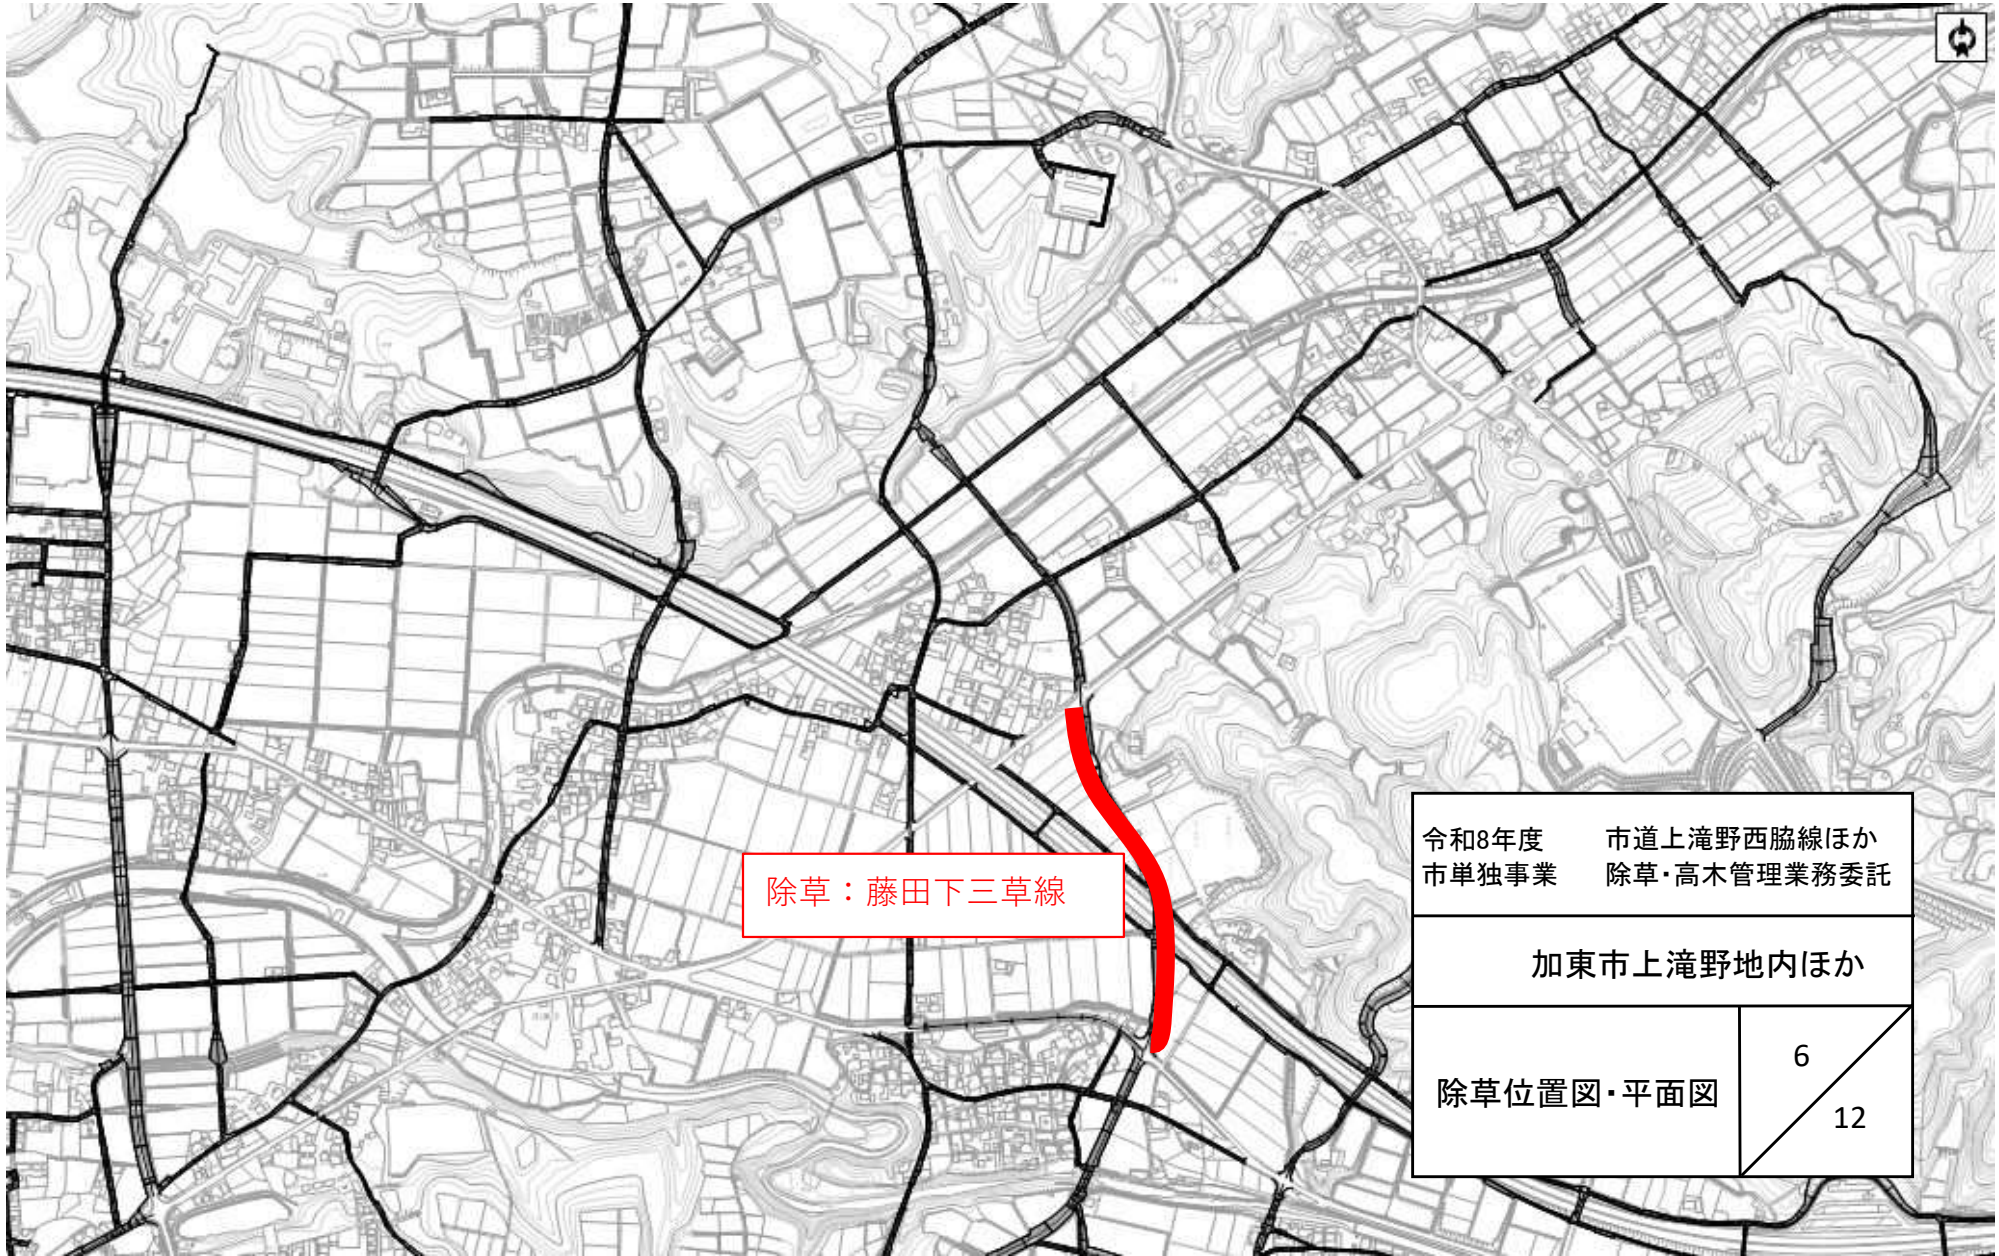 除草：藤田下三草線
令和8年度 市道上滝野西脇線ほか
市単独事業 除草・高木管理業務委託
加東市上滝野地内ほか
除草位置図・平面図
6
12